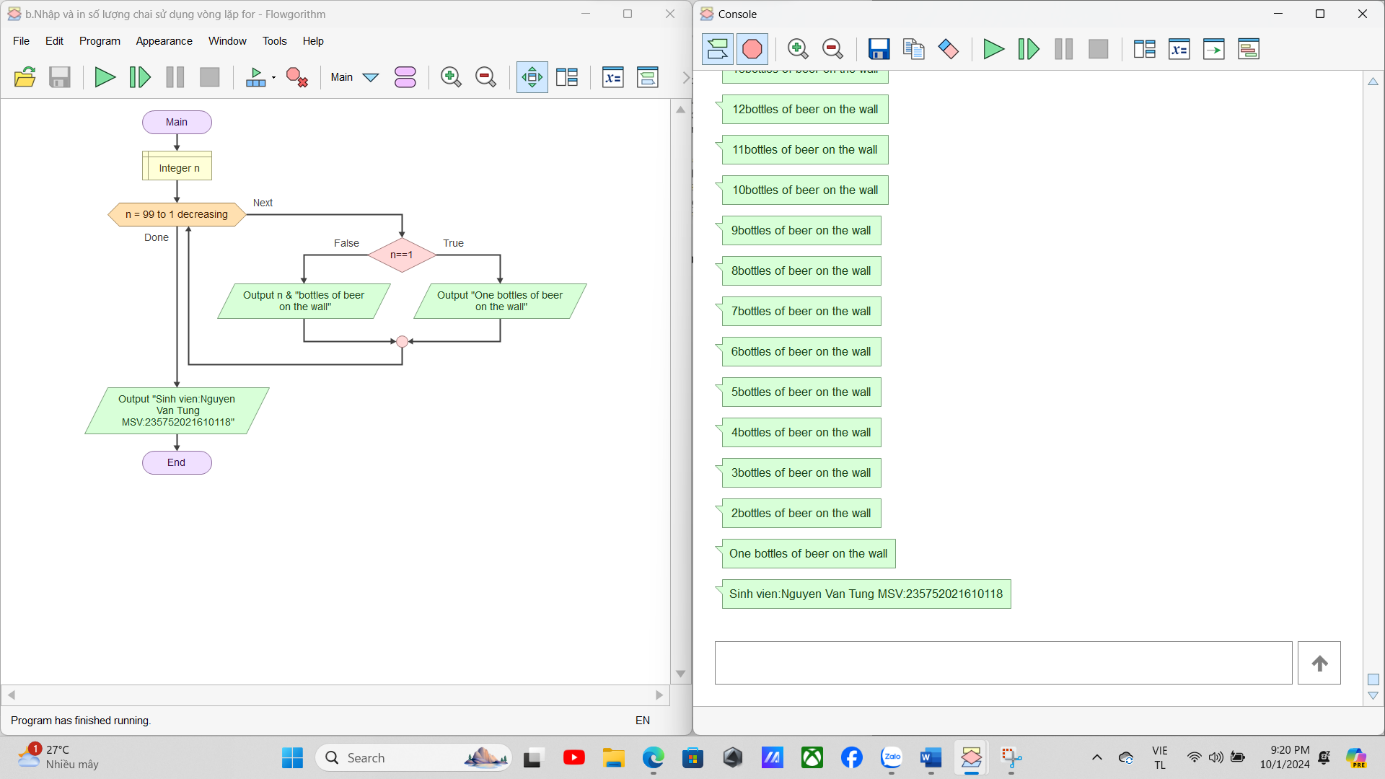 b.Nhập và in số lượng chai sử dụng vòng lặp for - Flowgorithm
File Edit Program Appearance Window Tools Help
Main
Main
Integer n
n = 99 to 1 decreasing
Next
Done
False
True
n==1
Output n & "bottles of beer
on the wall"
Output "One bottles of beer
on the wall"
Output "Sinh vien:Nguyen
Van Tung
MSV:235752021610118"
End
Program has finished running.
EN
Console
12bottles of beer on the wall
11bottles of beer on the wall
10bottles of beer on the wall
9bottles of beer on the wall
8bottles of beer on the wall
7bottles of beer on the wall
6bottles of beer on the wall
5bottles of beer on the wall
4bottles of beer on the wall
3bottles of beer on the wall
2bottles of beer on the wall
One bottles of beer on the wall
Sinh vien:Nguyen Van Tung MSV:235752021610118
1
27°C
Nhiều mây
Search
Zalo
W
VIE
TL
9:20 PM
10/1/2024
PRE